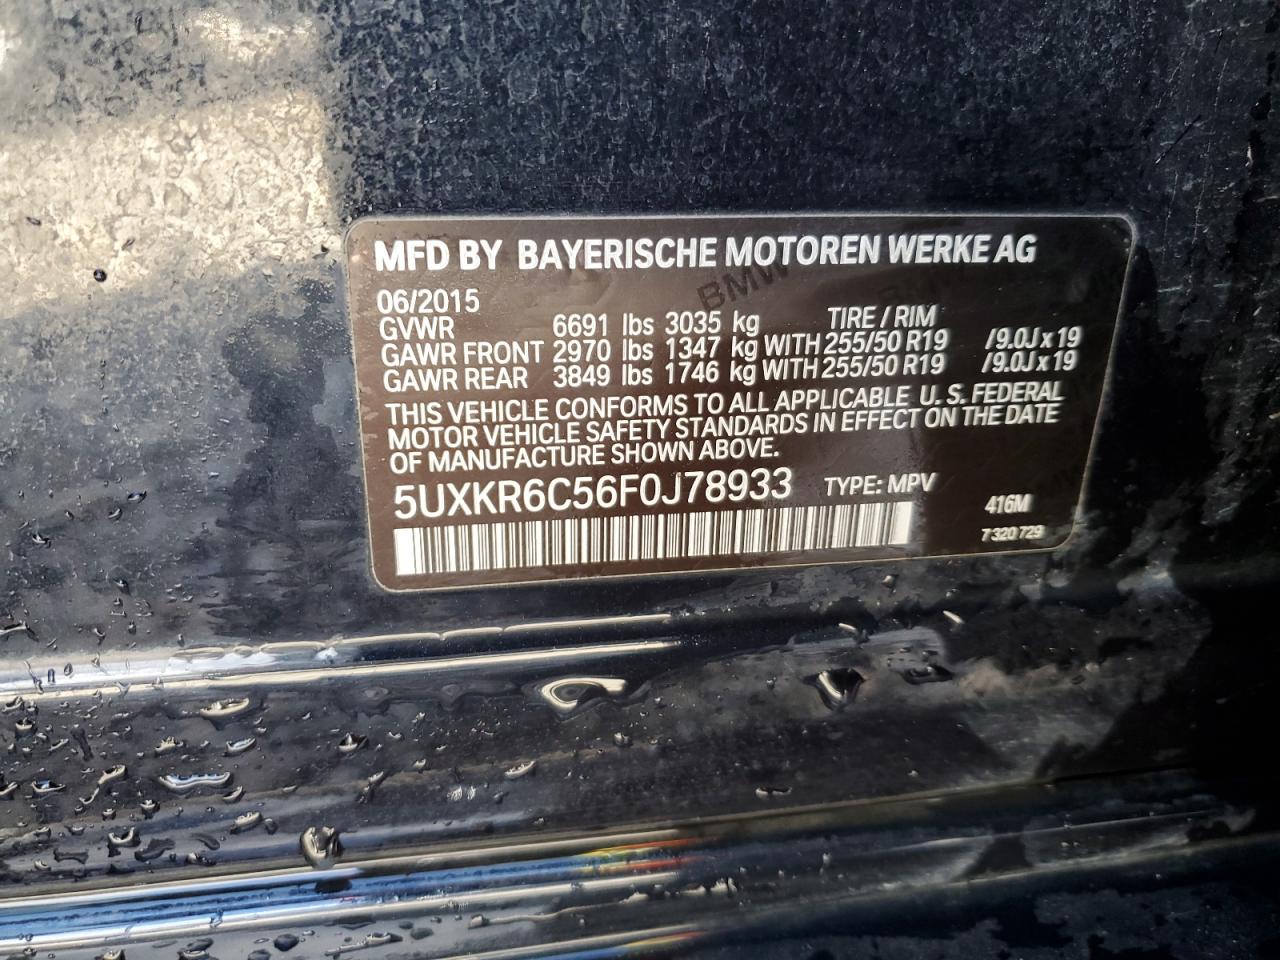 MFD BY BAYERISCHE MOTOREN WERKE AG
BMW
06/2015 TIRE / RIM
GVWR 6691 lbs 3035 kg
GAWR FRONT 2970 lbs 1347 kg WITH 255/50 R19 /9.0J x 19
GAWR REAR 3849 lbs 1746 kg WITH 255/50 R19 /9.0J x 19
THIS VEHICLE CONFORMS TO ALL APPLICABLE U.S. FEDERAL
MOTOR VEHICLE SAFETY STANDARDS IN EFFECT ON THE DATE
OF MANUFACTURE SHOWN ABOVE.
5UXKR6C56F0J78933 TYPE: MPV
416M
7 320 729